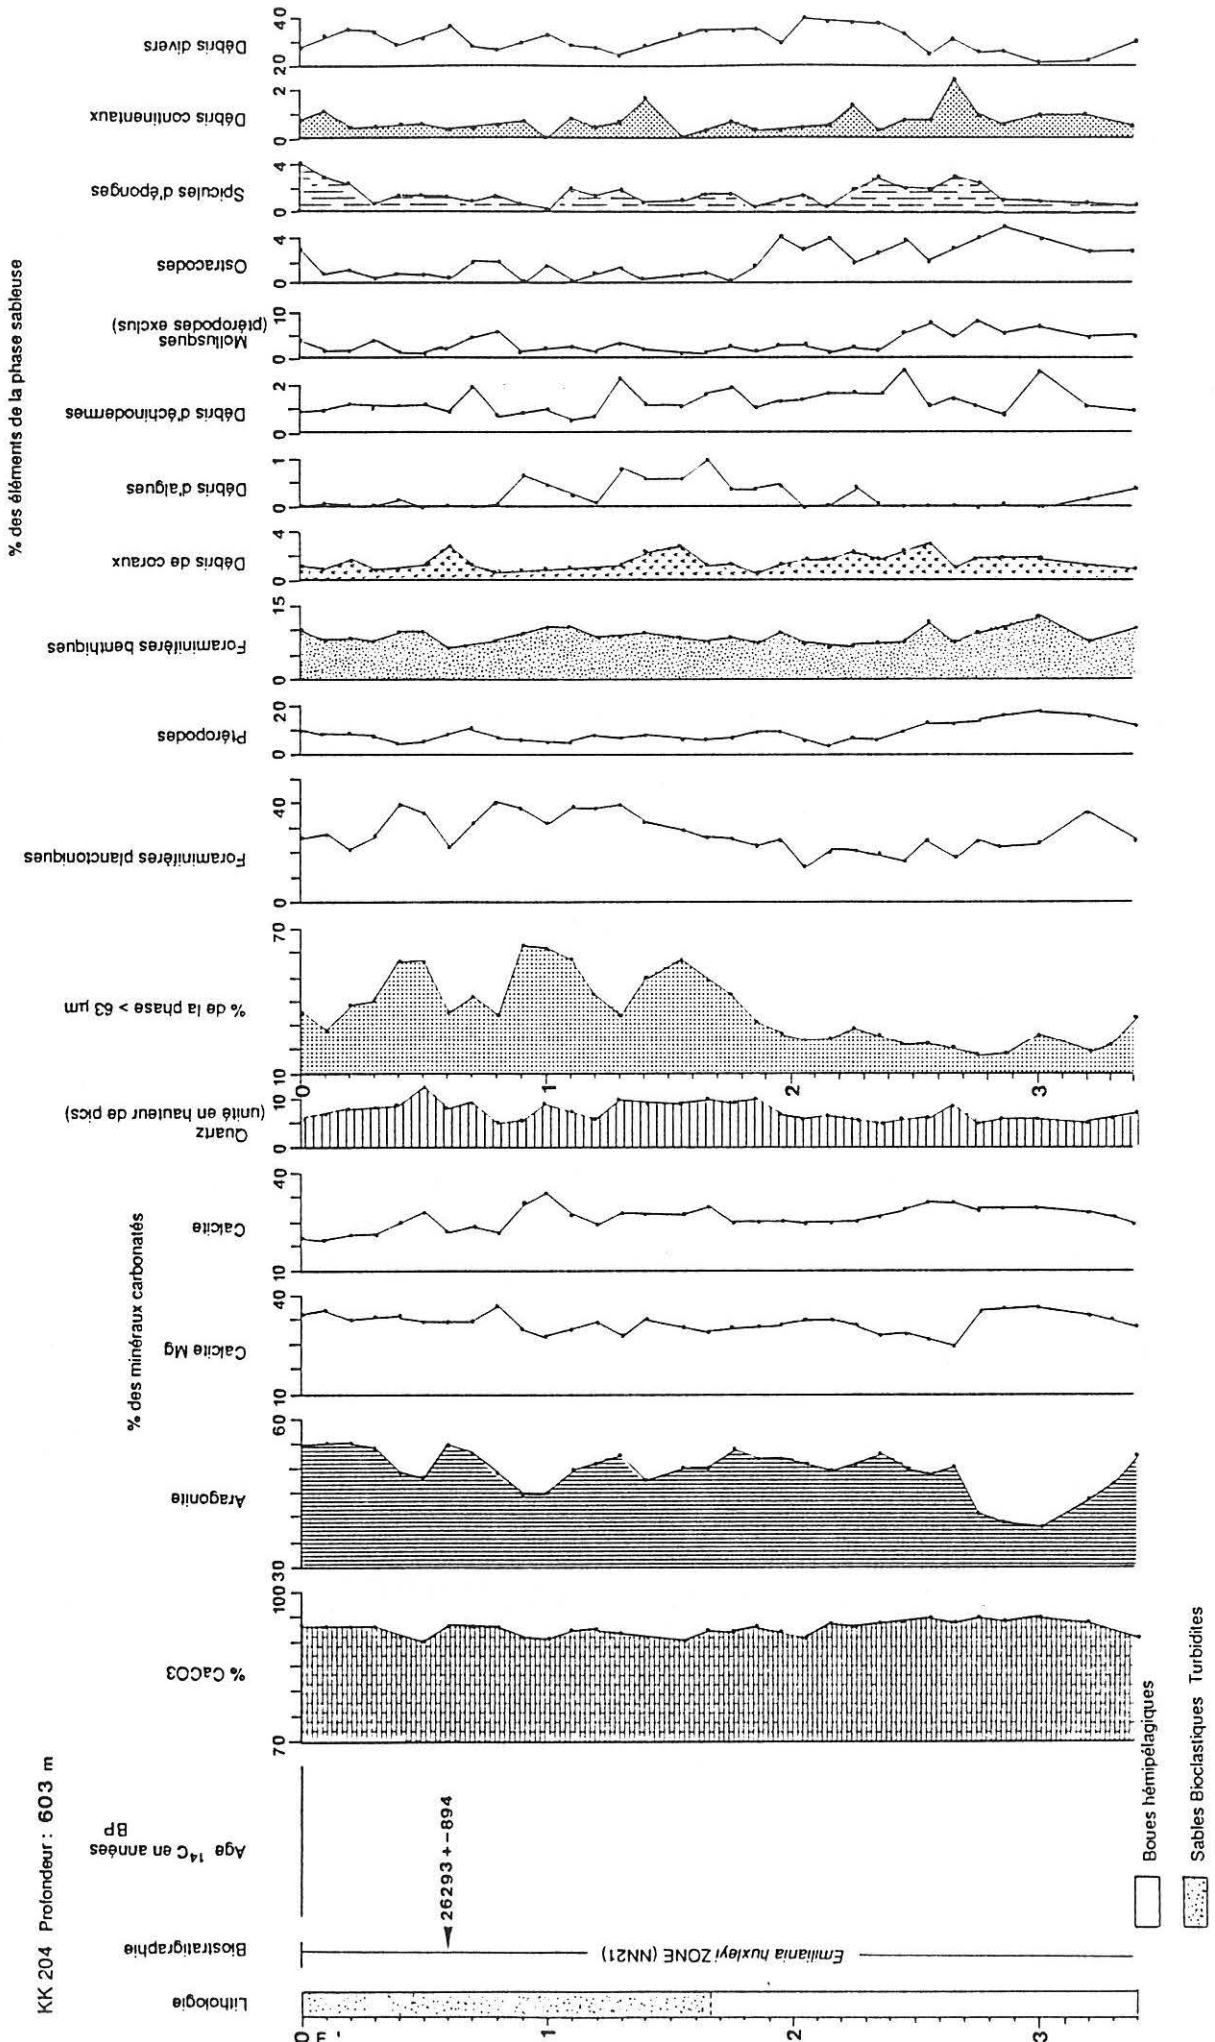 KK 204 Profondeur : 603 m
Lithologie
Biostratigraphie
Age 14C en années
BP
% CaCO3
% des minéraux carbonatés
Aragonite
Calcite Mg
Calcite
Quartz
(unité en hauteur de pics)
% de la phase > 63 µm
% des éléments de la phase sableuse
Foraminifères planctoniques
Ptéropodes
Foraminifères benthiques
Débris de coraux
Débris d'algues
Débris d'échinodermes
Mollusques
(ptéropodes exclus)
Ostracodes
Spicules d'éponges
Débris continentaux
Débris divers
70 100
30 60
10 40
10 40
0 10
10 70
0 40
0 20
0 15
0 4
0 1
0 2
0 10
0 4
0 4
0 2
20 40
0
1
2
3
0
1
2
3
Emiliania huxleyi ZONE (NN21)
26293 +-894
Boues hémipélagiques
Sables Bioclastiques Turbidites